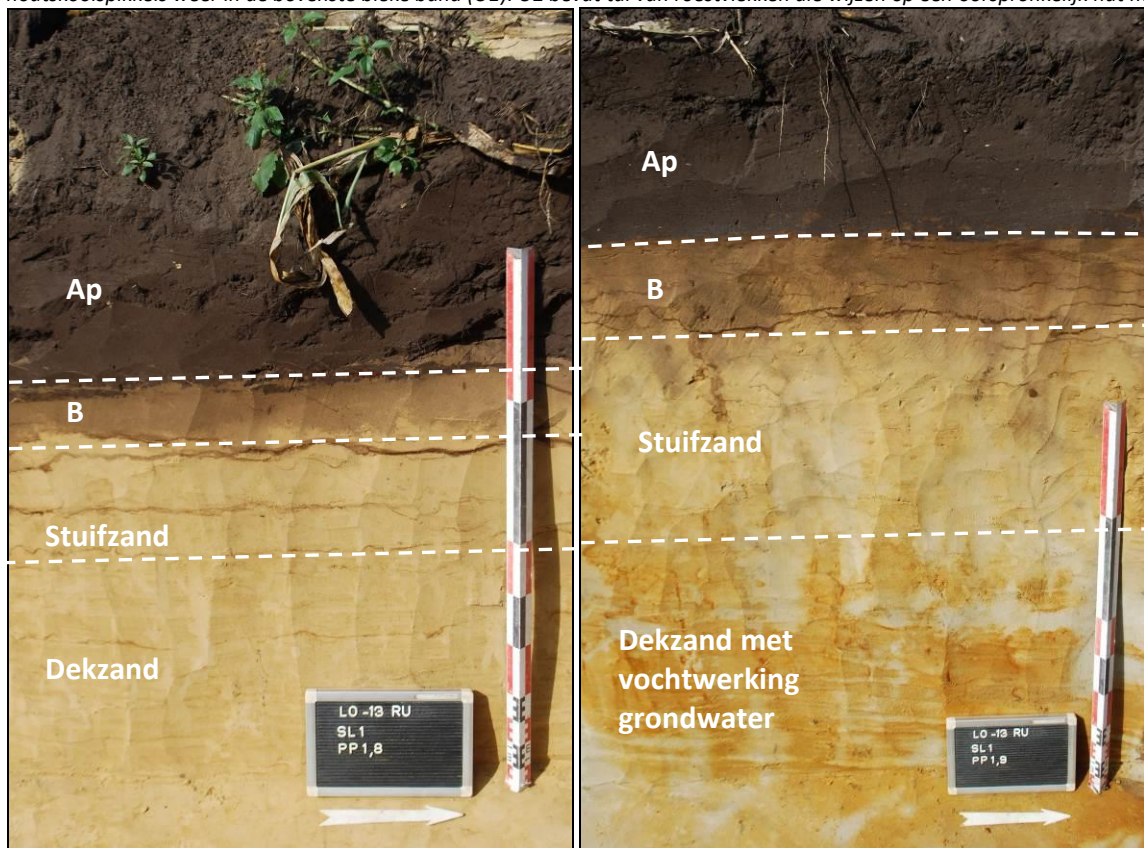 Ap
B
Stuifzand
Dekzand
LO-13 RU
SL1
PP1,8
Ap
B
Stuifzand
Dekzand met
vochtwerking
grondwater
LO-13 RU
SL1
PP1,9